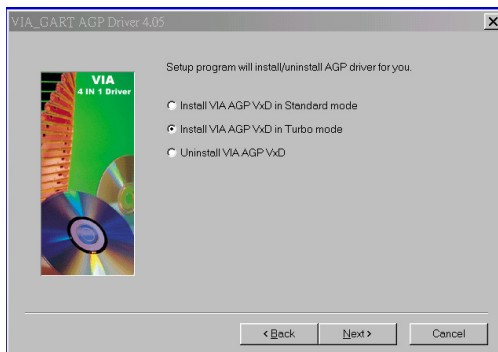 VIA_GART AGP Driver 4.05
VIA
4 IN 1 Driver
Setup program will install/uninstall AGP driver for you.
Install VIA AGP VxD in Standard mode
Install VIA AGP VxD in Turbo mode
Uninstall VIA AGP VxD
< Back
Next >
Cancel